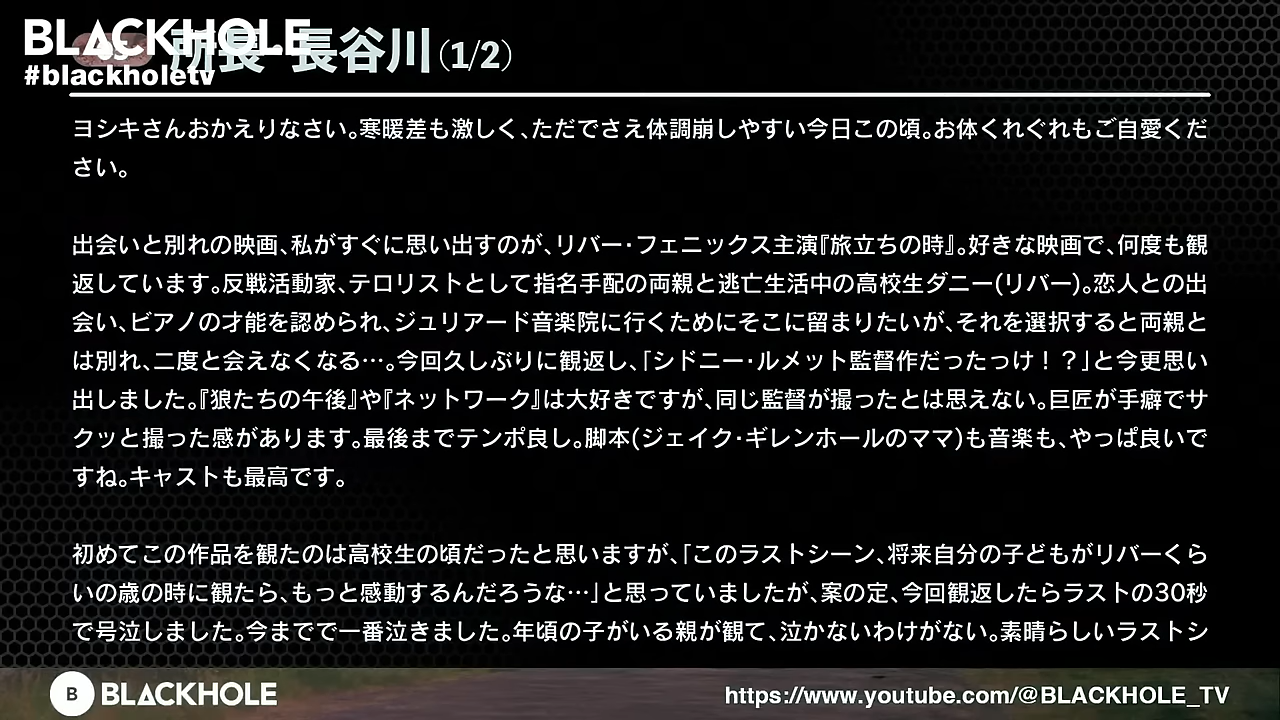 BLACKHOLE
#blackholetv
所長・長谷川(1/2)
ヨシキさんおかえりなさい。寒暖差も激しく、ただでさえ体調崩しやすい今日この頃。お体くれぐれもご自愛くだ
さい。
出会いと別れの映画、私がすぐに思い出すのが、リバー・フェニックス主演『旅立ちの時』。好きな映画で、何度も観
返しています。反戦活動家、テロリストとして指名手配の両親と逃亡生活中の高校生ダニー(リバー)。恋人との出
会い、ピアノの才能を認められ、ジュリアード音楽院に行くためにそこに留まりたいが、それを選択すると両親と
は別れ、二度と会えなくなる…。今回久しぶりに観返し、「シドニー・ルメット監督作だったっけ！？」と今更思い
出しました。『狼たちの午後』や『ネットワーク』は大好きですが、同じ監督が撮ったとは思えない。巨匠が手癖でサ
クッと撮った感があります。最後までテンポ良し。脚本(ジェイク・ギレンホールのママ)も音楽も、やっぱ良いで
すね。キャストも最高です。
初めてこの作品を観たのは高校生の頃だったと思いますが、「このラストシーン、将来自分の子どもがリバーくら
いの歳の時に観たら、もっと感動するんだろうな…」と思っていましたが、案の定、今回観返したらラストの30秒
で号泣しました。今までで一番泣きました。年頃の子がいる親が観て、泣かないわけがない。素晴らしいラストシ
B BLACKHOLE
https://www.youtube.com/@BLACKHOLE_TV